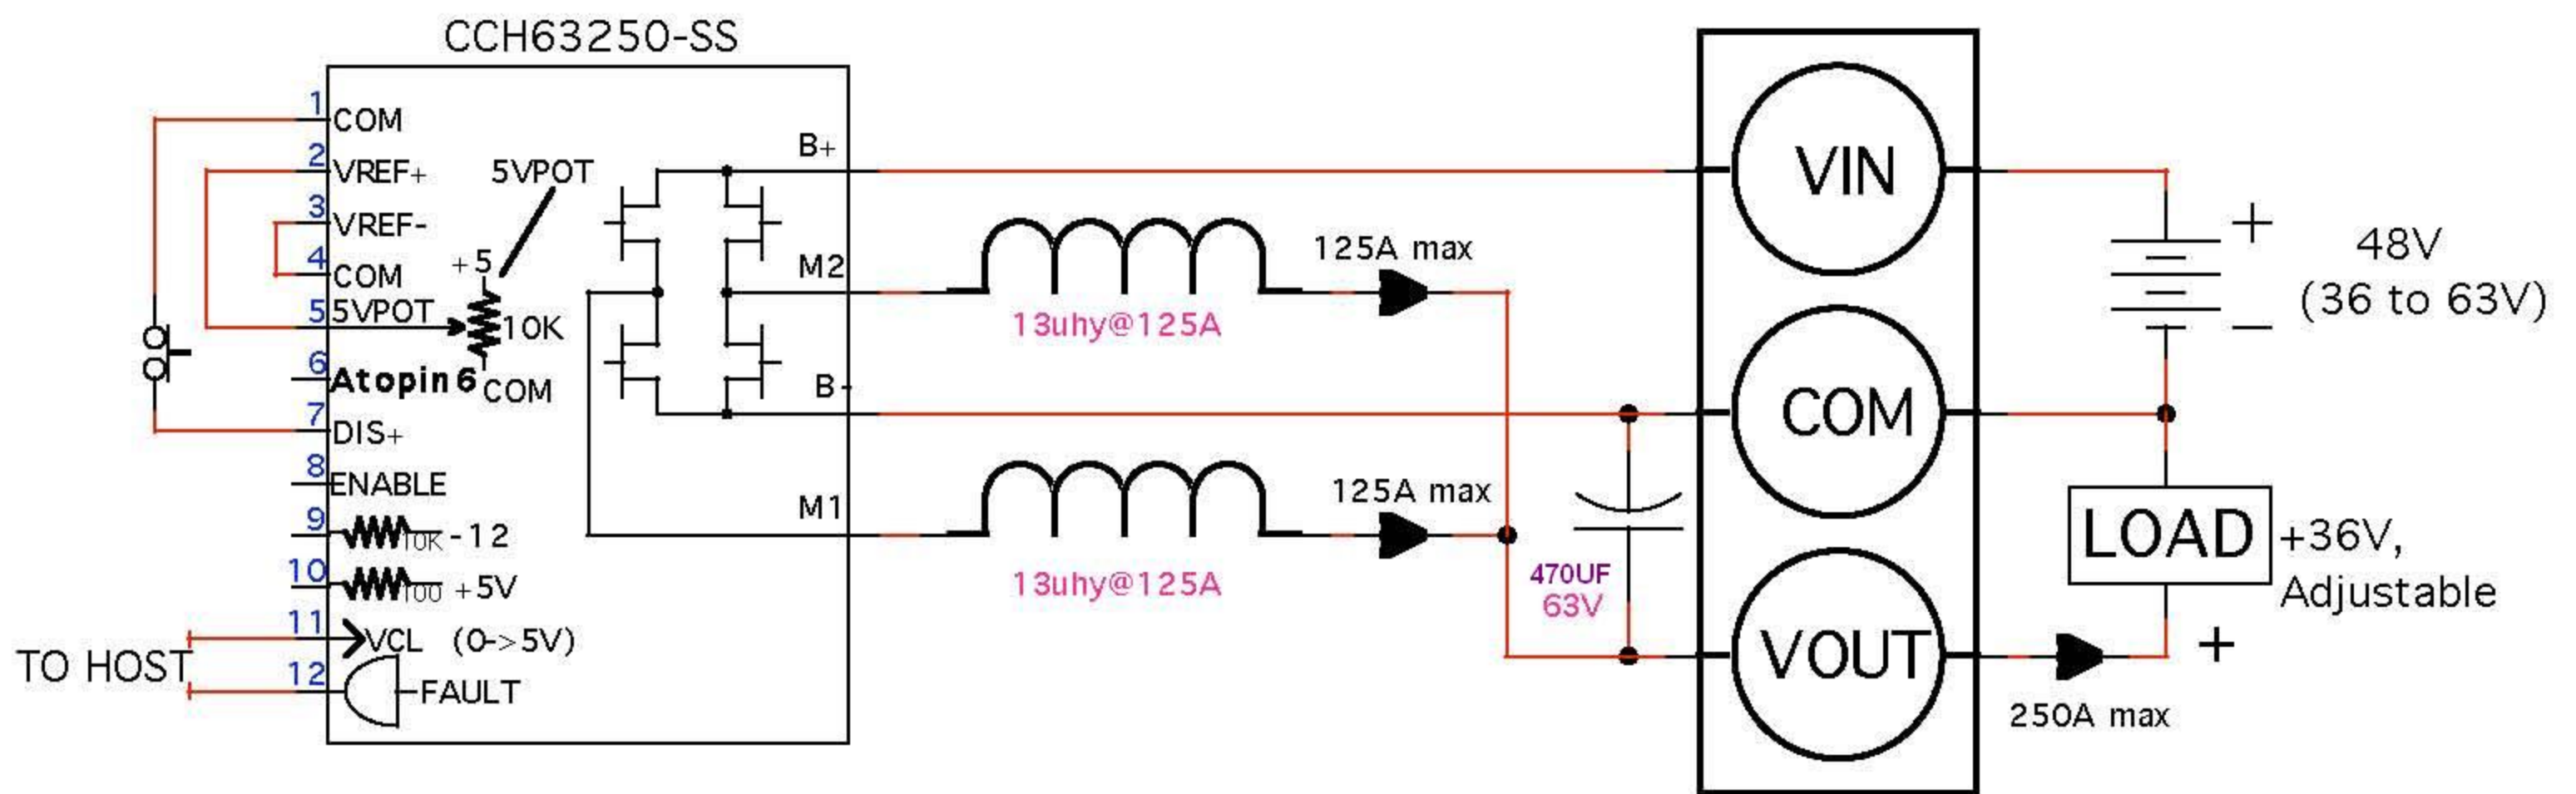 CCH63250-SS
1
COM
2
VREF+
3
VREF-
4
COM
5
5VPOT
6
Atopin6
7
DIS+
8
ENABLE
9
10K -12
10
100 +5V
11
VCL (0->5V)
12
FAULT
TO HOST
5VPOT
+5
10K
COM
B+
M2
B-
M1
13uhy@125A
125A max
13uhy@125A
125A max
470UF
63V
VIN
COM
VOUT
+
48V
(36 to 63V)
−
LOAD
+36V,
Adjustable
+
250A max